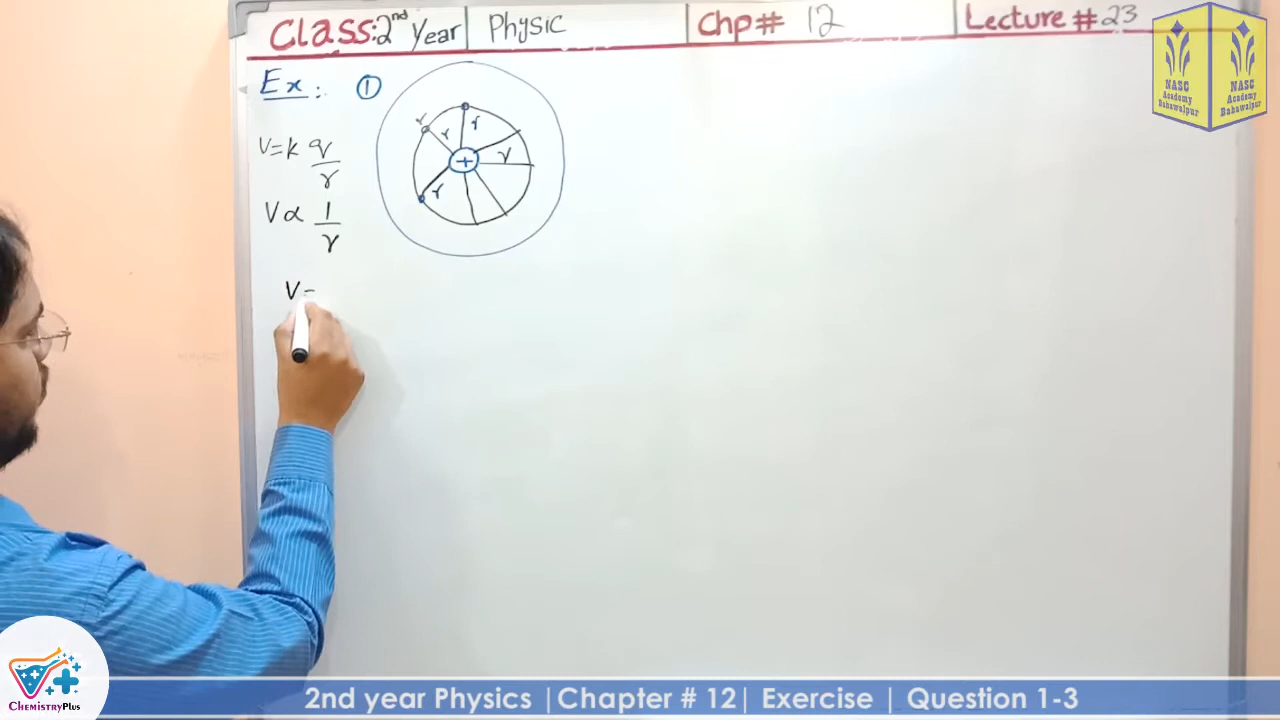 Class: 2nd Year Physic Chp# 12 Lecture # 23
NASC Academy Bahawalpur
NASC Academy Bahawalpur
Ex: ①
V=k q/r
V∝ 1/r
V=
r
r
r
r
r
+
ChemistryPlus
2nd year Physics |Chapter # 12| Exercise | Question 1-3